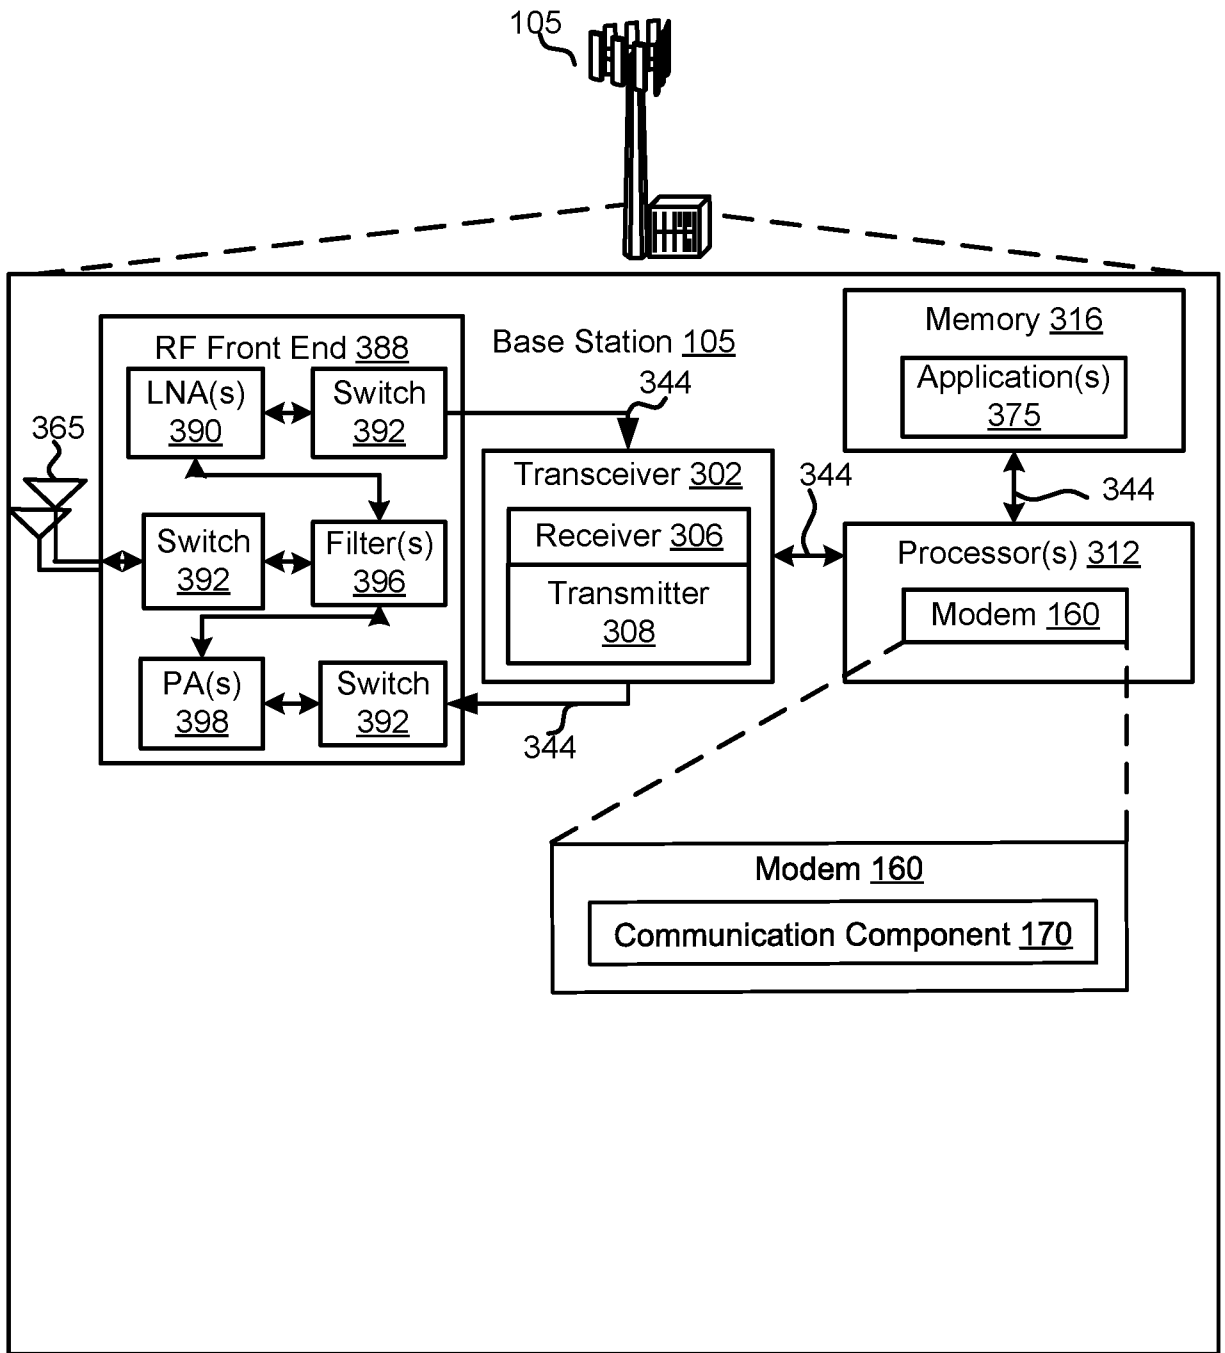 105
Base Station 105
RF Front End 388
LNA(s)
390
Switch
392
344
365
Switch
392
Filter(s)
396
PA(s)
398
Switch
392
344
Transceiver 302
Receiver 306
Transmitter
308
344
Memory 316
Application(s)
375
344
Processor(s) 312
Modem 160
Modem 160
Communication Component 170